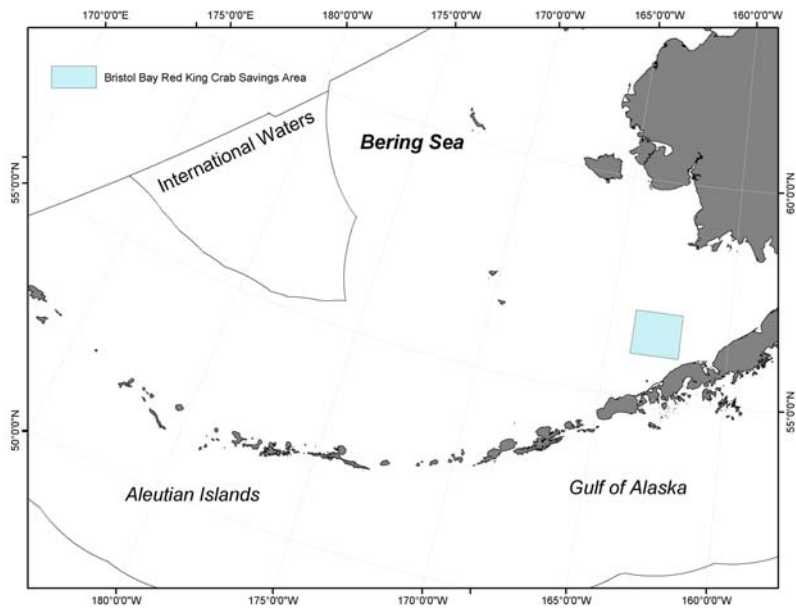 170°0'0"E 175°0'0"E 180°0'0" 175°0'0"W 170°0'0"W 165°0'0"W 160°0'0"W
Bristol Bay Red King Crab Savings Area
International Waters
Bering Sea
55°0'0"N
60°0'0"N
50°0'0"N
55°0'0"N
Aleutian Islands
Gulf of Alaska
180°0'0" 175°0'0"W 170°0'0"W 165°0'0"W 160°0'0"W